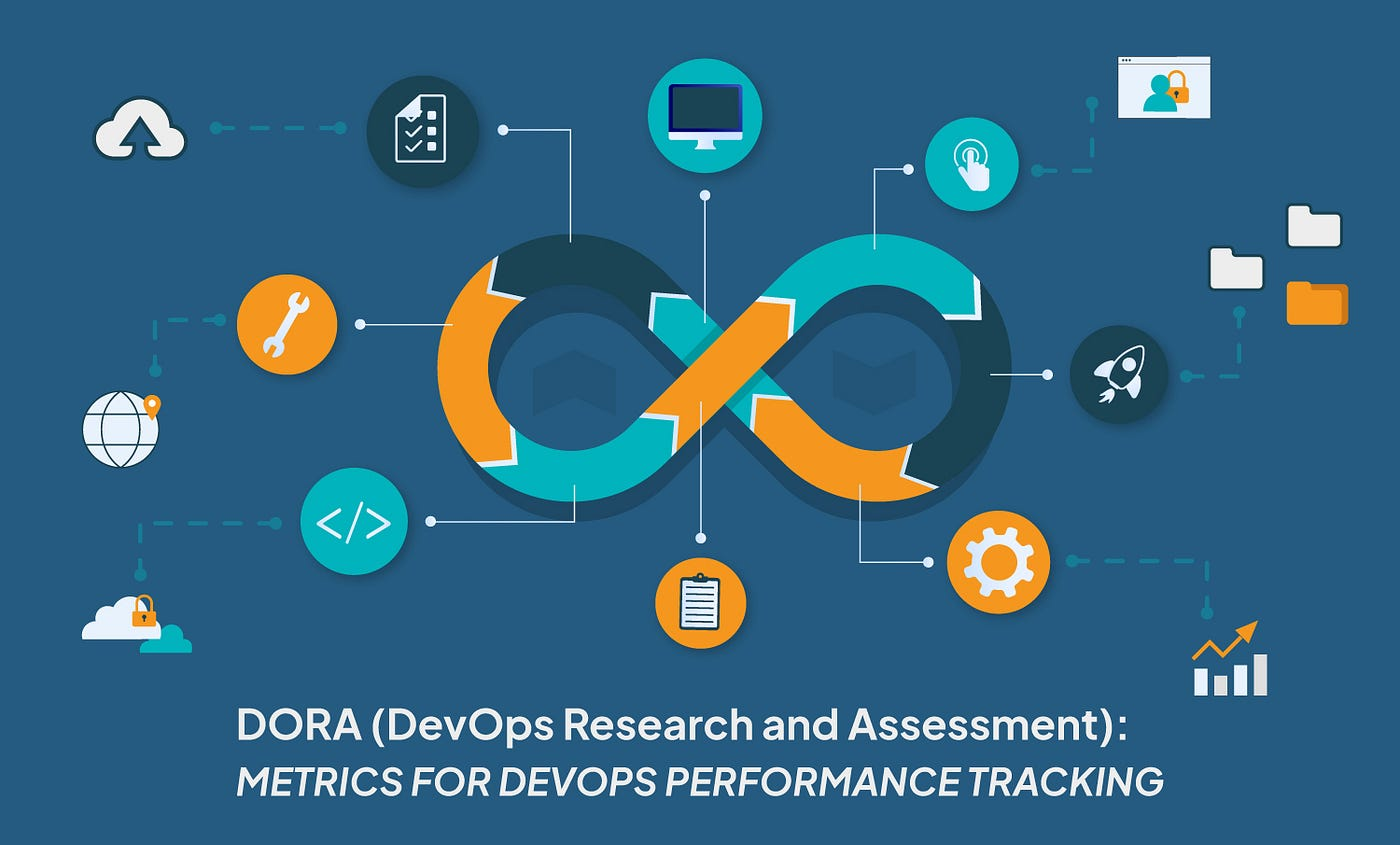 </>
DORA (DevOps Research and Assessment):
METRICS FOR DEVOPS PERFORMANCE TRACKING